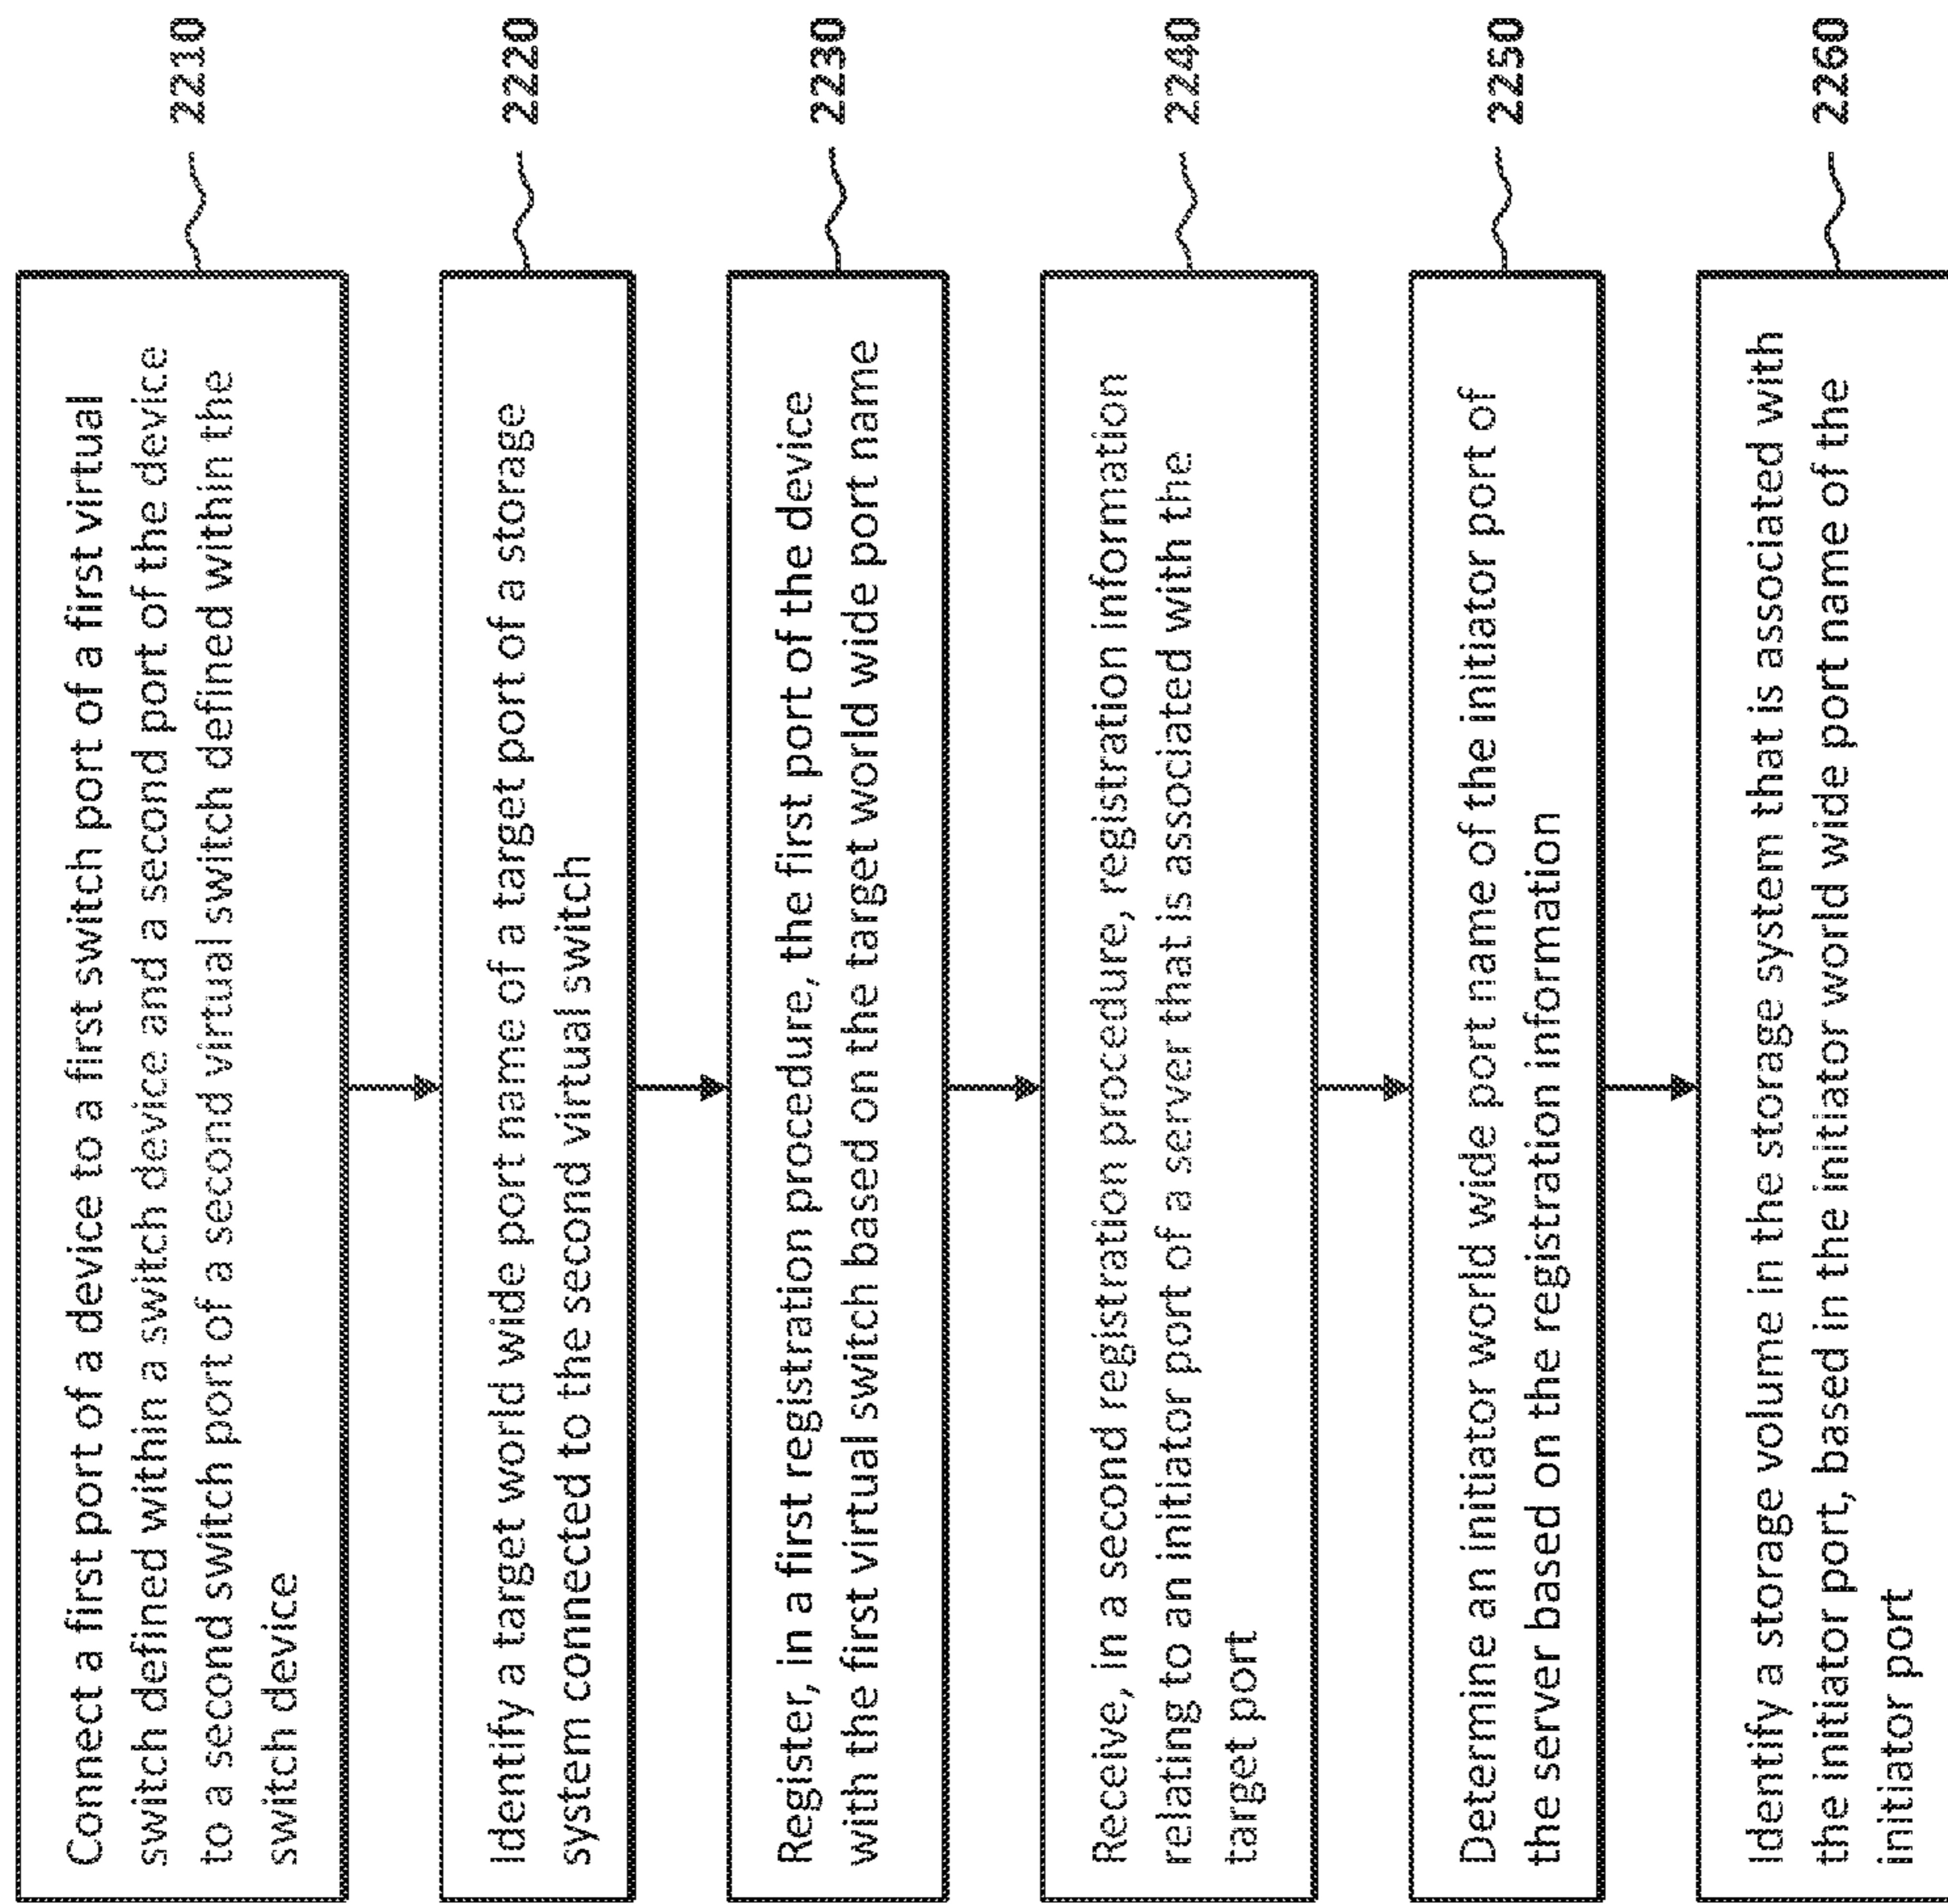 Connect a first port of a device to a first switch port of a first virtual
switch defined within a switch device and a second port of the device
to a second switch port of a second virtual switch defined within the
switch device
2210
Identify a target world wide port name of a target port of a storage
system connected to the second virtual switch
2220
Register, in a first registration procedure, the first port of the device
with the first virtual switch based on the target world wide port name
2230
Receive, in a second registration procedure, registration information
relating to an initiator port of a server that is associated with the
target port
2240
Determine an initiator world wide port name of the initiator port of
the server based on the registration information
2250
Identify a storage volume in the storage system that is associated with
the initiator port, based in the initiator world wide port name of the
initiator port
2260